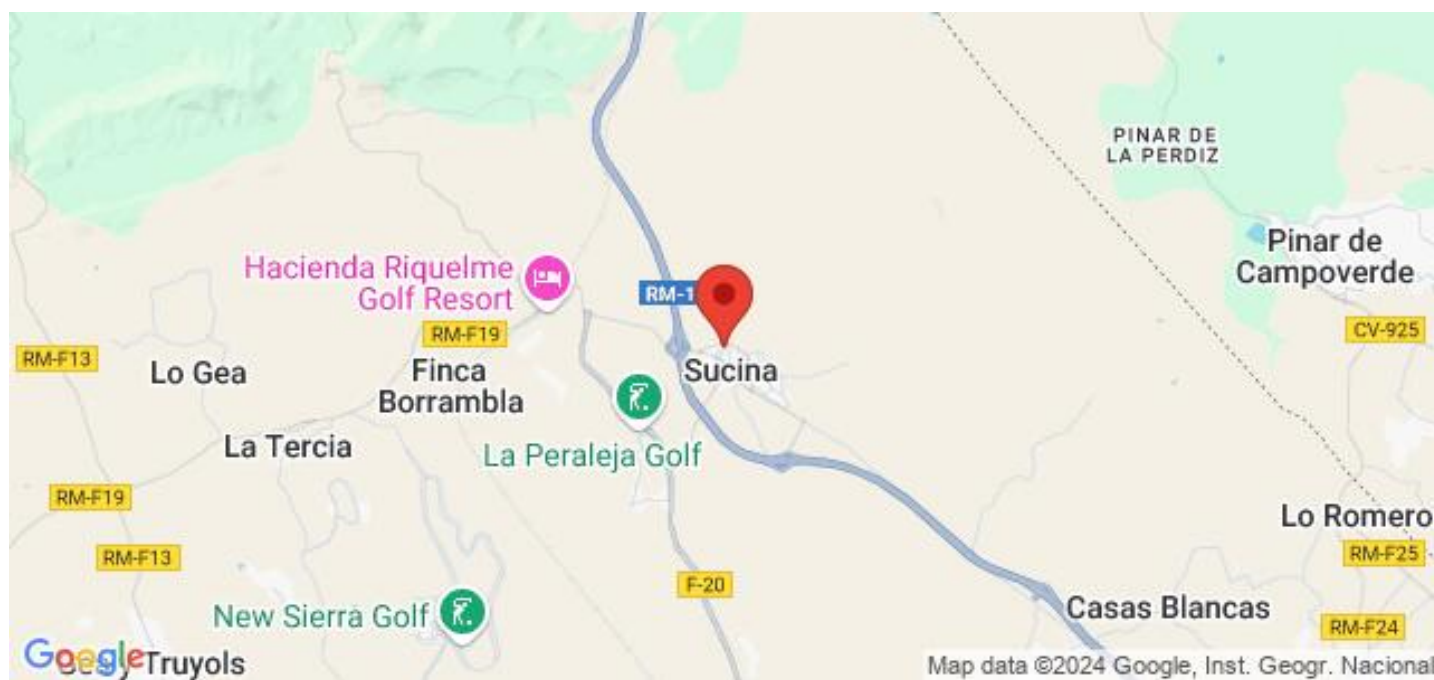 PINAR DE
LA PERDIZ
Pinar de
Campoverde
Hacienda Riquelme
Golf Resort
RM-1
RM-F19
CV-925
RM-F13
Lo Gea
Finca
Borrambla
Sucina
La Tercia
La Peraleja Golf
RM-F19
Lo Romero
RM-F13
RM-F25
F-20
New Sierra Golf
Casas Blancas
RM-F24
Google
Truyols
Map data ©2024 Google, Inst. Geogr. Nacional